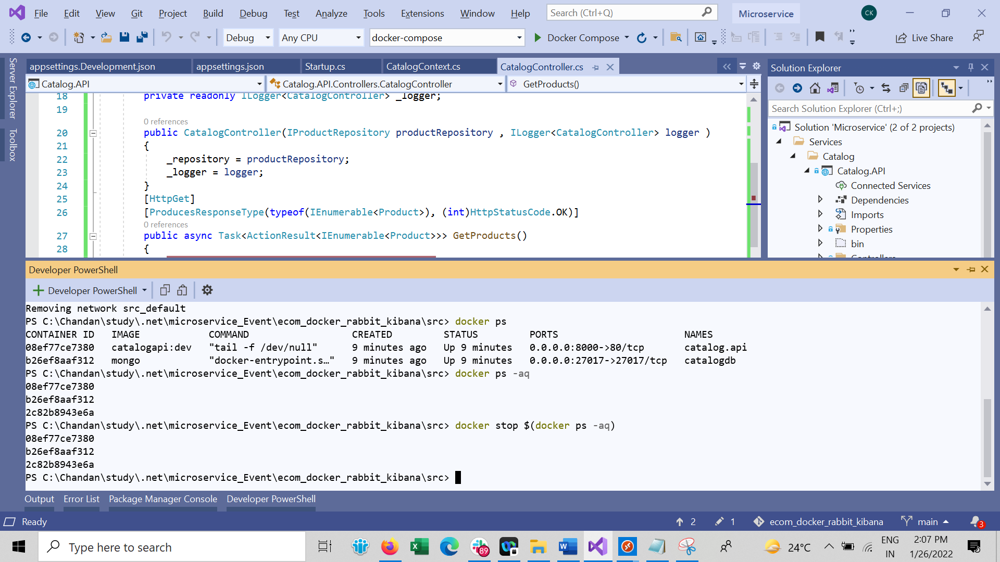 File Edit View Git Project Build Debug Test Analyze Tools Extensions Window Help Search (Ctrl+Q) Microservice CK
Debug Any CPU docker-compose Docker Compose Live Share
Server Explorer
Toolbox
appsettings.Development.json appsettings.json Startup.cs CatalogContext.cs CatalogController.cs
Catalog.API Catalog.API.Controllers.CatalogController GetProducts()
18 private readonly ILogger<CatalogController> _logger;
19
0 references
20 public CatalogController(IProductRepository productRepository , ILogger<CatalogController> logger )
21 {
22 _repository = productRepository;
23 _logger = logger;
24 }
25 [HttpGet]
26 [ProducesResponseType(typeof(IEnumerable<Product>), (int)HttpStatusCode.OK)]
0 references
27 public async Task<ActionResult<IEnumerable<Product>>> GetProducts()
28 {
Solution Explorer
Search Solution Explorer (Ctrl+;)
Solution 'Microservice' (2 of 2 projects)
Services
Catalog
Catalog.API
Connected Services
Dependencies
Imports
Properties
bin
Controllers
Developer PowerShell
Developer PowerShell
Removing network src_default
PS C:\Chandan\study\.net\microservice_Event\ecom_docker_rabbit_kibana\src> docker ps
CONTAINER ID IMAGE COMMAND CREATED STATUS PORTS NAMES
08ef77ce7380 catalogapi:dev "tail -f /dev/null" 9 minutes ago Up 9 minutes 0.0.0.0:8000->80/tcp catalog.api
b26ef8aaf312 mongo "docker-entrypoint.s…" 9 minutes ago Up 9 minutes 0.0.0.0:27017->27017/tcp catalogdb
PS C:\Chandan\study\.net\microservice_Event\ecom_docker_rabbit_kibana\src> docker ps -aq
08ef77ce7380
b26ef8aaf312
2c82b8943e6a
PS C:\Chandan\study\.net\microservice_Event\ecom_docker_rabbit_kibana\src> docker stop $(docker ps -aq)
08ef77ce7380
b26ef8aaf312
2c82b8943e6a
PS C:\Chandan\study\.net\microservice_Event\ecom_docker_rabbit_kibana\src>
Output Error List Package Manager Console Developer PowerShell
Ready 2 1 ecom_docker_rabbit_kibana main 3
Type here to search 89 24°C ENG IN 2:07 PM 1/26/2022